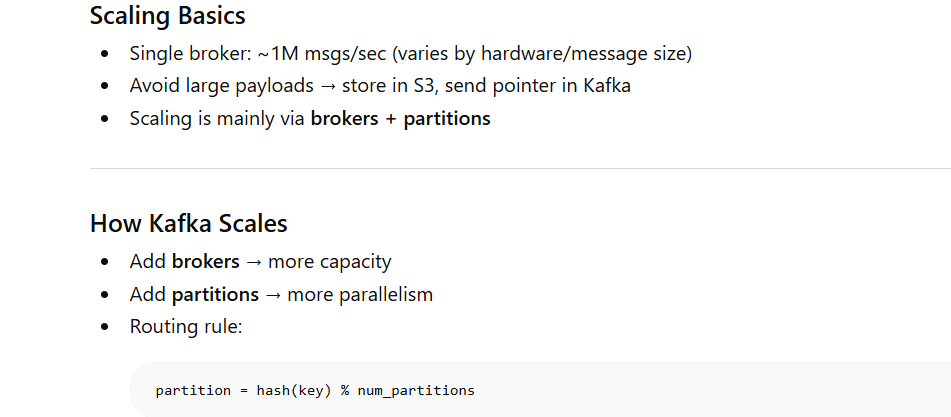 Scaling Basics
• Single broker: ~1M msgs/sec (varies by hardware/message size)
• Avoid large payloads → store in S3, send pointer in Kafka
• Scaling is mainly via brokers + partitions
How Kafka Scales
• Add brokers → more capacity
• Add partitions → more parallelism
• Routing rule:
partition = hash(key) % num_partitions